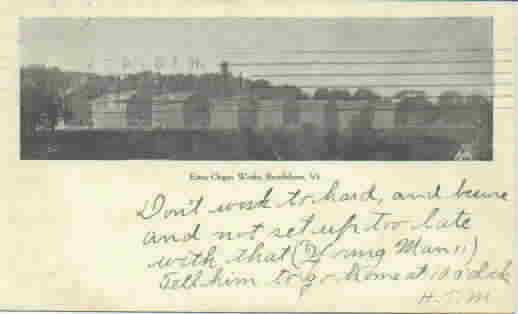 Estey Organ Works, Brattleboro, Vt.
Don't work to hard, and be sure
and not set up too late
with that (Young Man!!)
Tell him to go home at 10 o'clock
H. T. M.